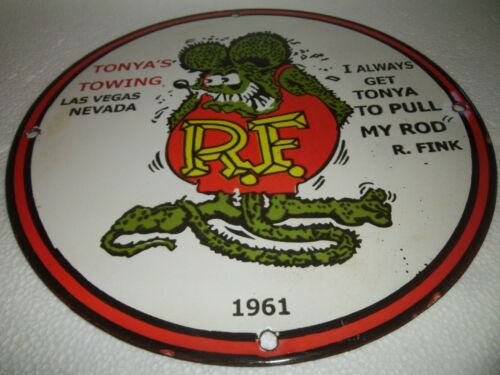 TONYA'S
TOWING
LAS VEGAS
NEVADA
R.F.
I ALWAYS
GET
TONYA
TO PULL
MY ROD
R. FINK
1961